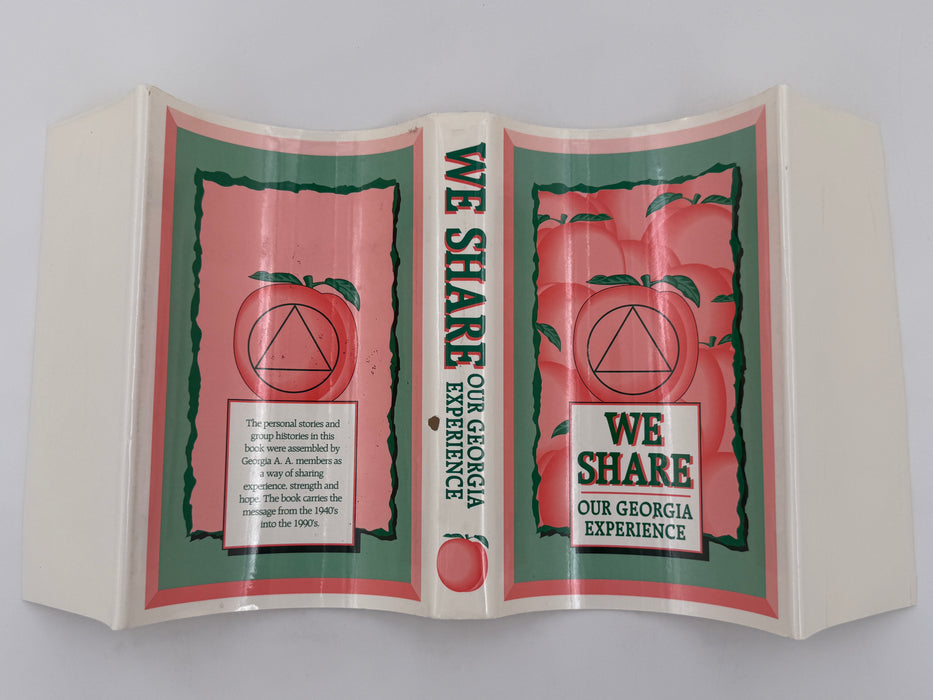 The personal stories and
group histories in this
book were assembled by
Georgia A. A. members as
a way of sharing
experience. strength and
hope. The book carries the
message from the 1940's
into the 1990's.
WE SHARE
OUR GEORGIA
EXPERIENCE
WE
SHARE
OUR GEORGIA
EXPERIENCE